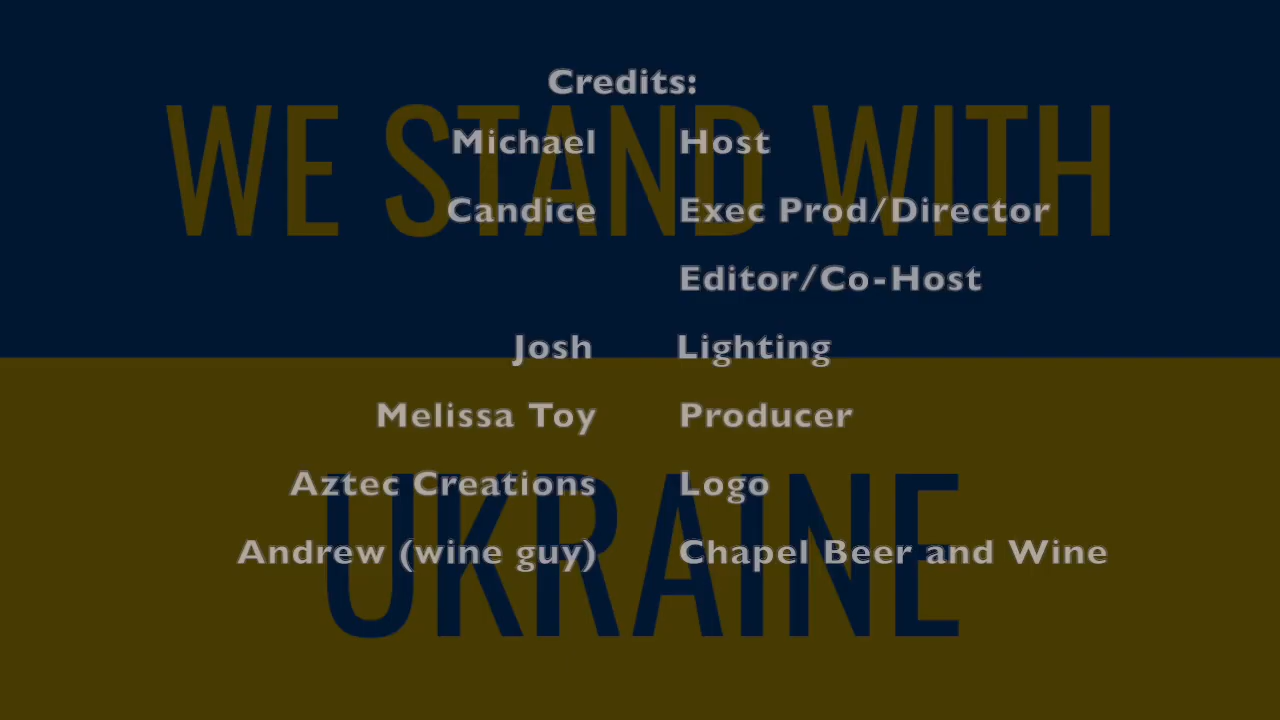 Credits:
WE STAND WITH
Michael Host
Candice Exec Prod/Director
Editor/Co-Host
Josh Lighting
Melissa Toy Producer
Aztec Creations Logo
UKRAINE
Andrew (wine guy) Chapel Beer and Wine